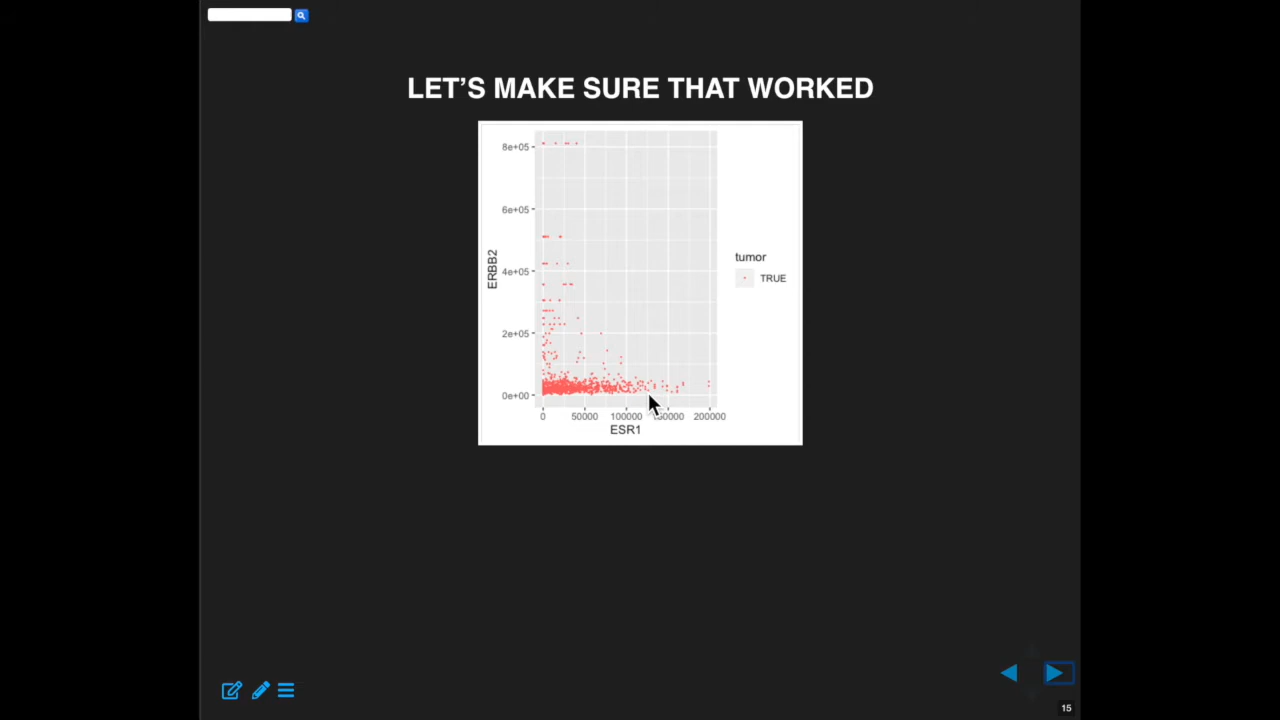 LET’S MAKE SURE THAT WORKED
8e+05
6e+05
4e+05
2e+05
0e+00
ERBB2
0 50000 100000 200000
ESR1
tumor
TRUE
15